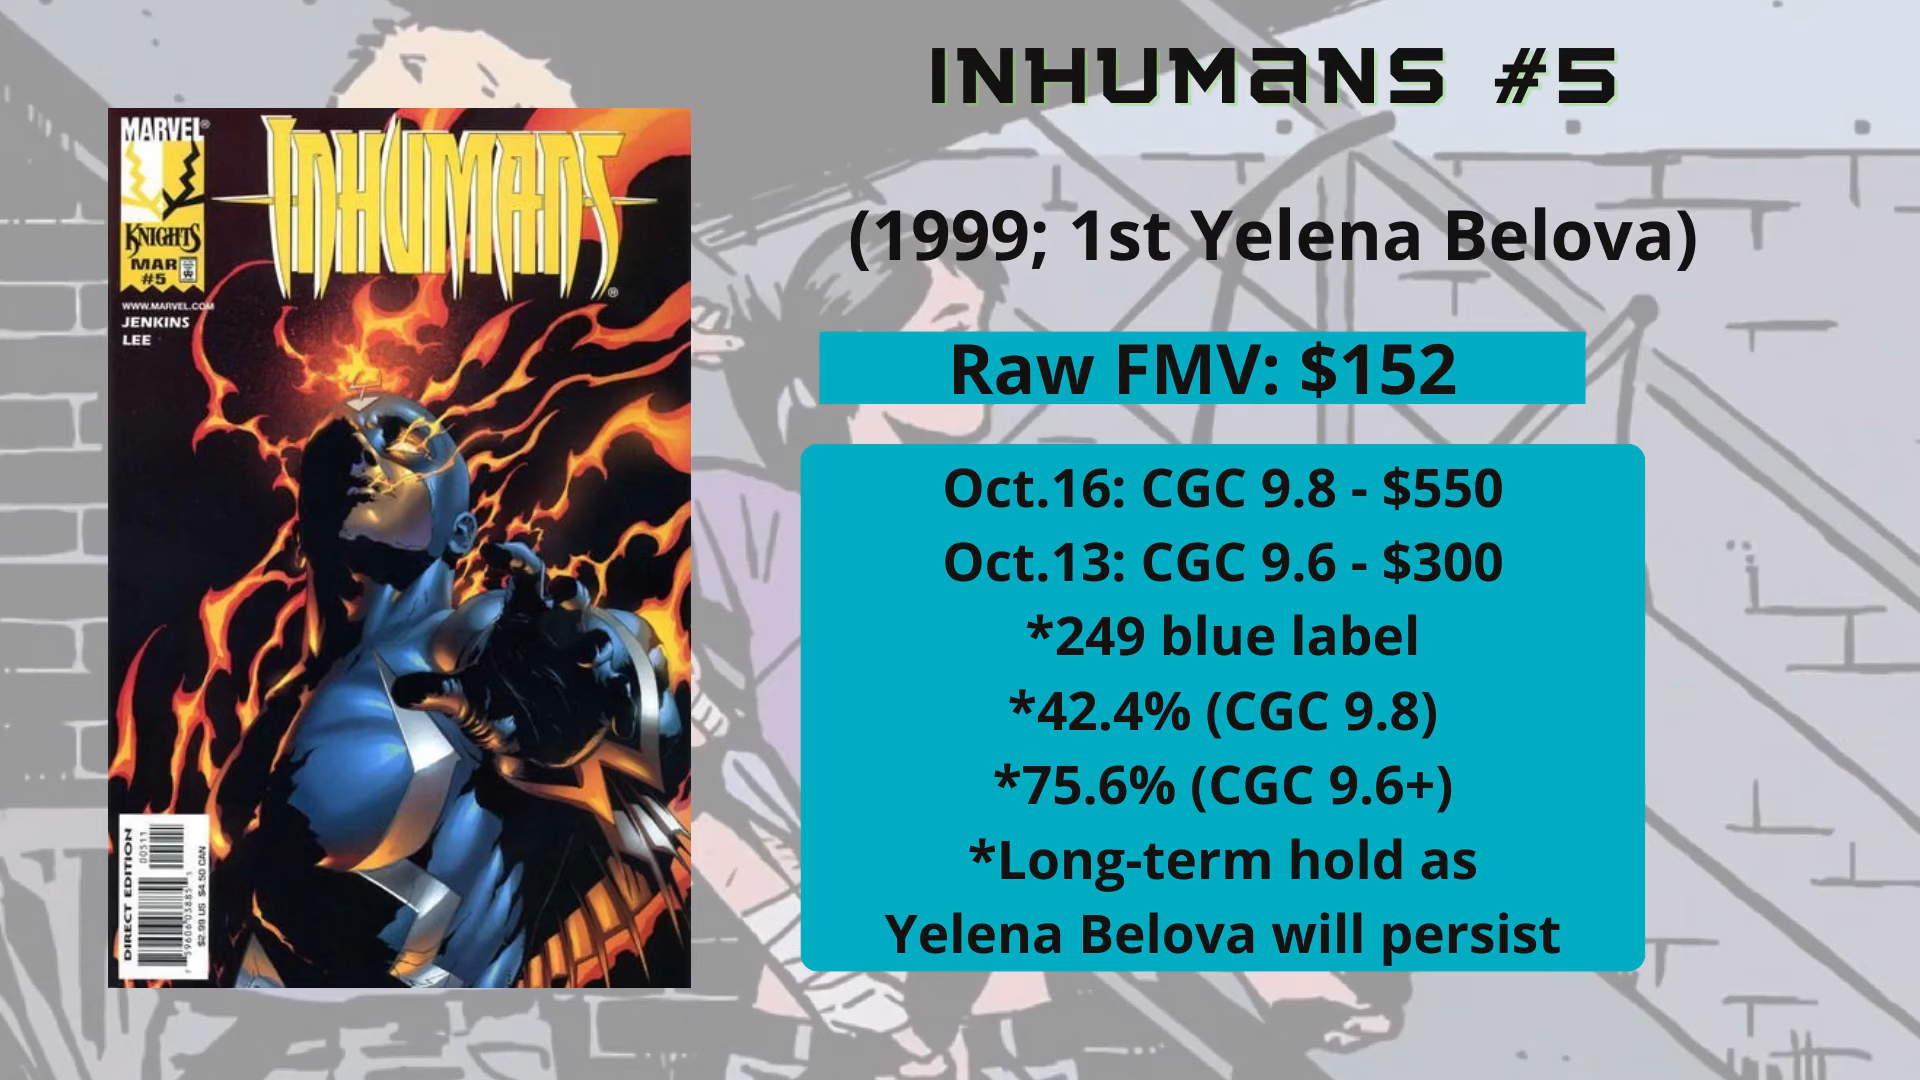 INHUMANS #5
(1999; 1st Yelena Belova)
Raw FMV: $152
Oct.16: CGC 9.8 - $550
Oct.13: CGC 9.6 - $300
*249 blue label
*42.4% (CGC 9.8)
*75.6% (CGC 9.6+)
*Long-term hold as
Yelena Belova will persist
MARVEL®
KNIGHTS
MAR
#5
INHUMANS®
WWW.MARVEL.COM
JENKINS
LEE
DIRECT EDITION
00511
$2.99 US $4.50 CAN